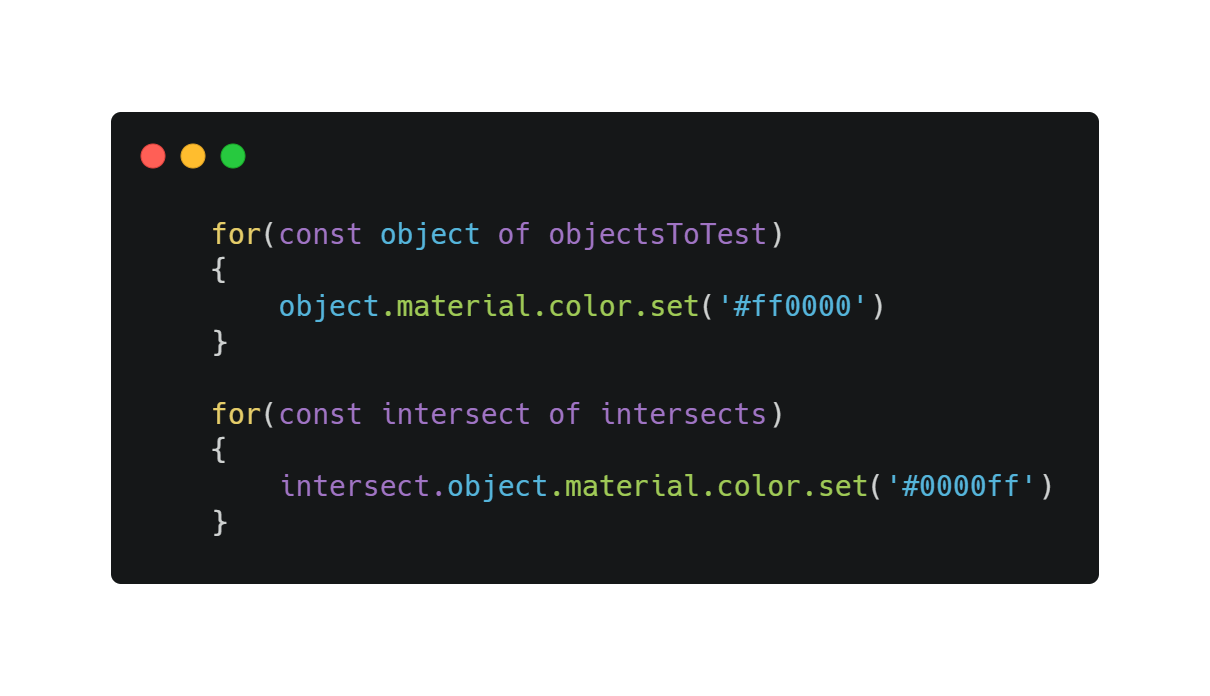 for(const object of objectsToTest)
{
    object.material.color.set('#ff0000')
}

for(const intersect of intersects)
{
    intersect.object.material.color.set('#0000ff')
}